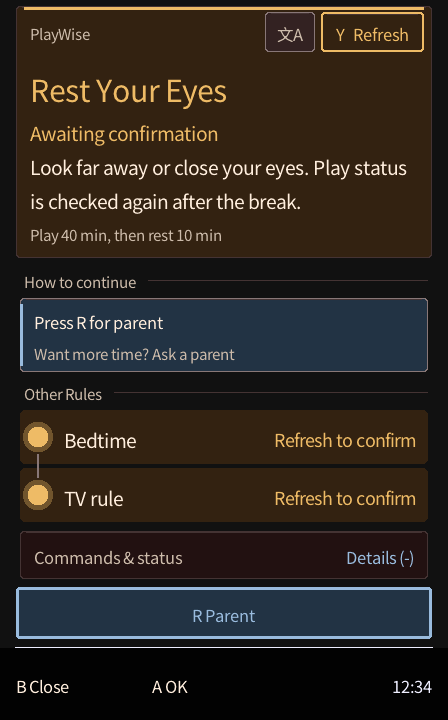 PlayWise
文A
Y Refresh
Rest Your Eyes
Awaiting confirmation
Look far away or close your eyes. Play status
is checked again after the break.
Play 40 min, then rest 10 min
How to continue
Press R for parent
Want more time? Ask a parent
Other Rules
Bedtime Refresh to confirm
TV rule Refresh to confirm
Commands & status Details (-)
R Parent
B Close A OK 12:34